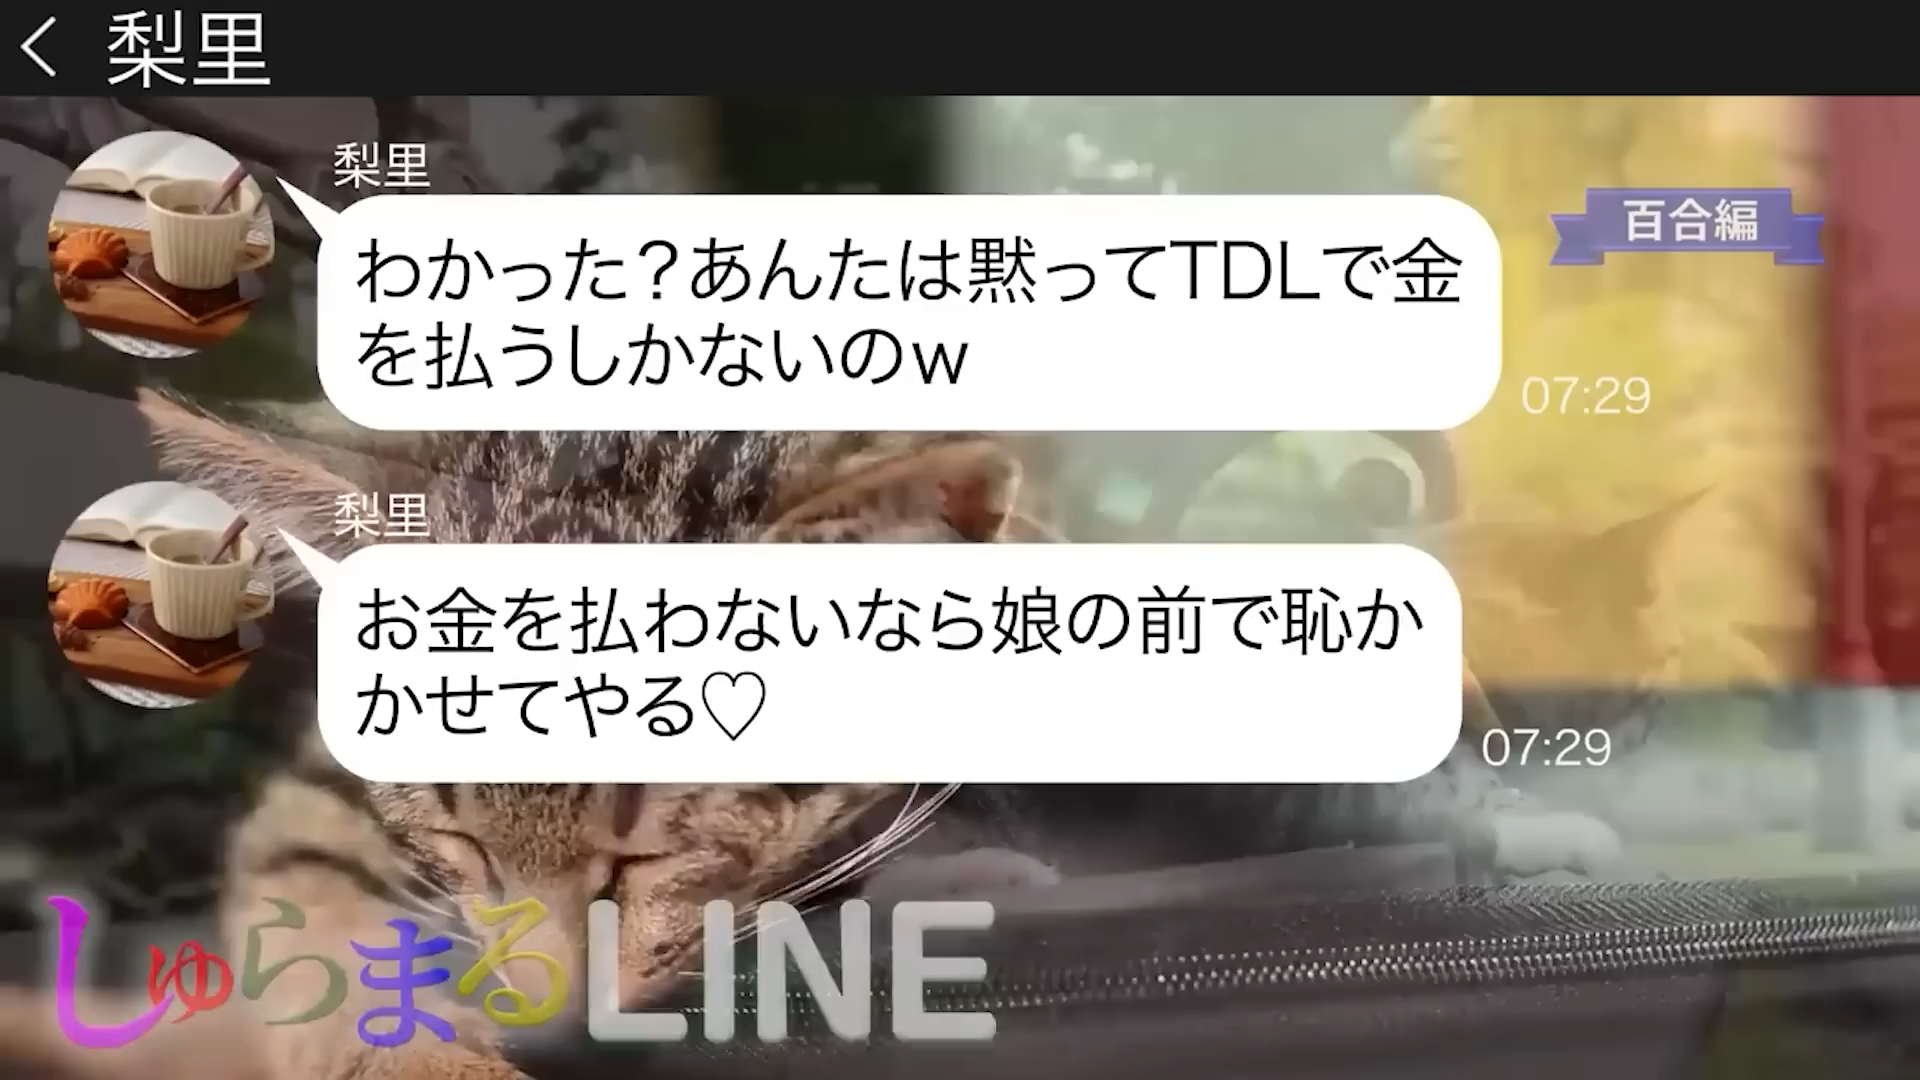 梨里
梨里
百合編
わかった？あんたは黙ってTDLで金
を払うしかないのｗ
07:29
梨里
お金を払わないなら娘の前で恥か
かせてやる♡
07:29
しゅらまるLINE